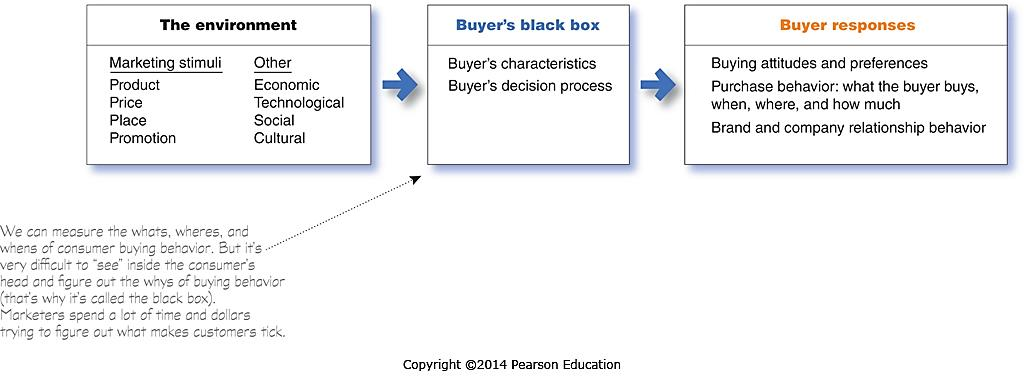 The environment
Marketing stimuli
Product
Price
Place
Promotion
Other
Economic
Technological
Social
Cultural
Buyer's black box
Buyer's characteristics
Buyer's decision process
Buyer responses
Buying attitudes and preferences
Purchase behavior: what the buyer buys,
when, where, and how much
Brand and company relationship behavior
We can measure the whats, wheres, and
whens of consumer buying behavior. But it's
very difficult to "see" inside the consumer's
head and figure out the whys of buying behavior
(that's why it's called the black box).
Marketers spend a lot of time and dollars
trying to figure out what makes customers tick.
Copyright ©2014 Pearson Education